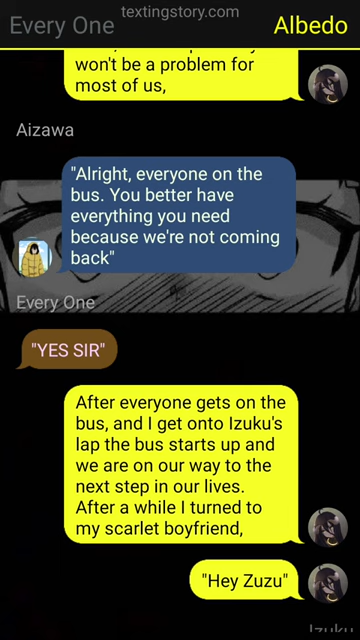 textingstory.com
Every One
Albedo
won't be a problem for
most of us,
Aizawa
"Alright, everyone on the
bus. You better have
everything you need
because we're not coming
back"
Every One
"YES SIR"
After everyone gets on the
bus, and I get onto Izuku's
lap the bus starts up and
we are on our way to the
next step in our lives.
After a while I turned to
my scarlet boyfriend,
"Hey Zuzu"